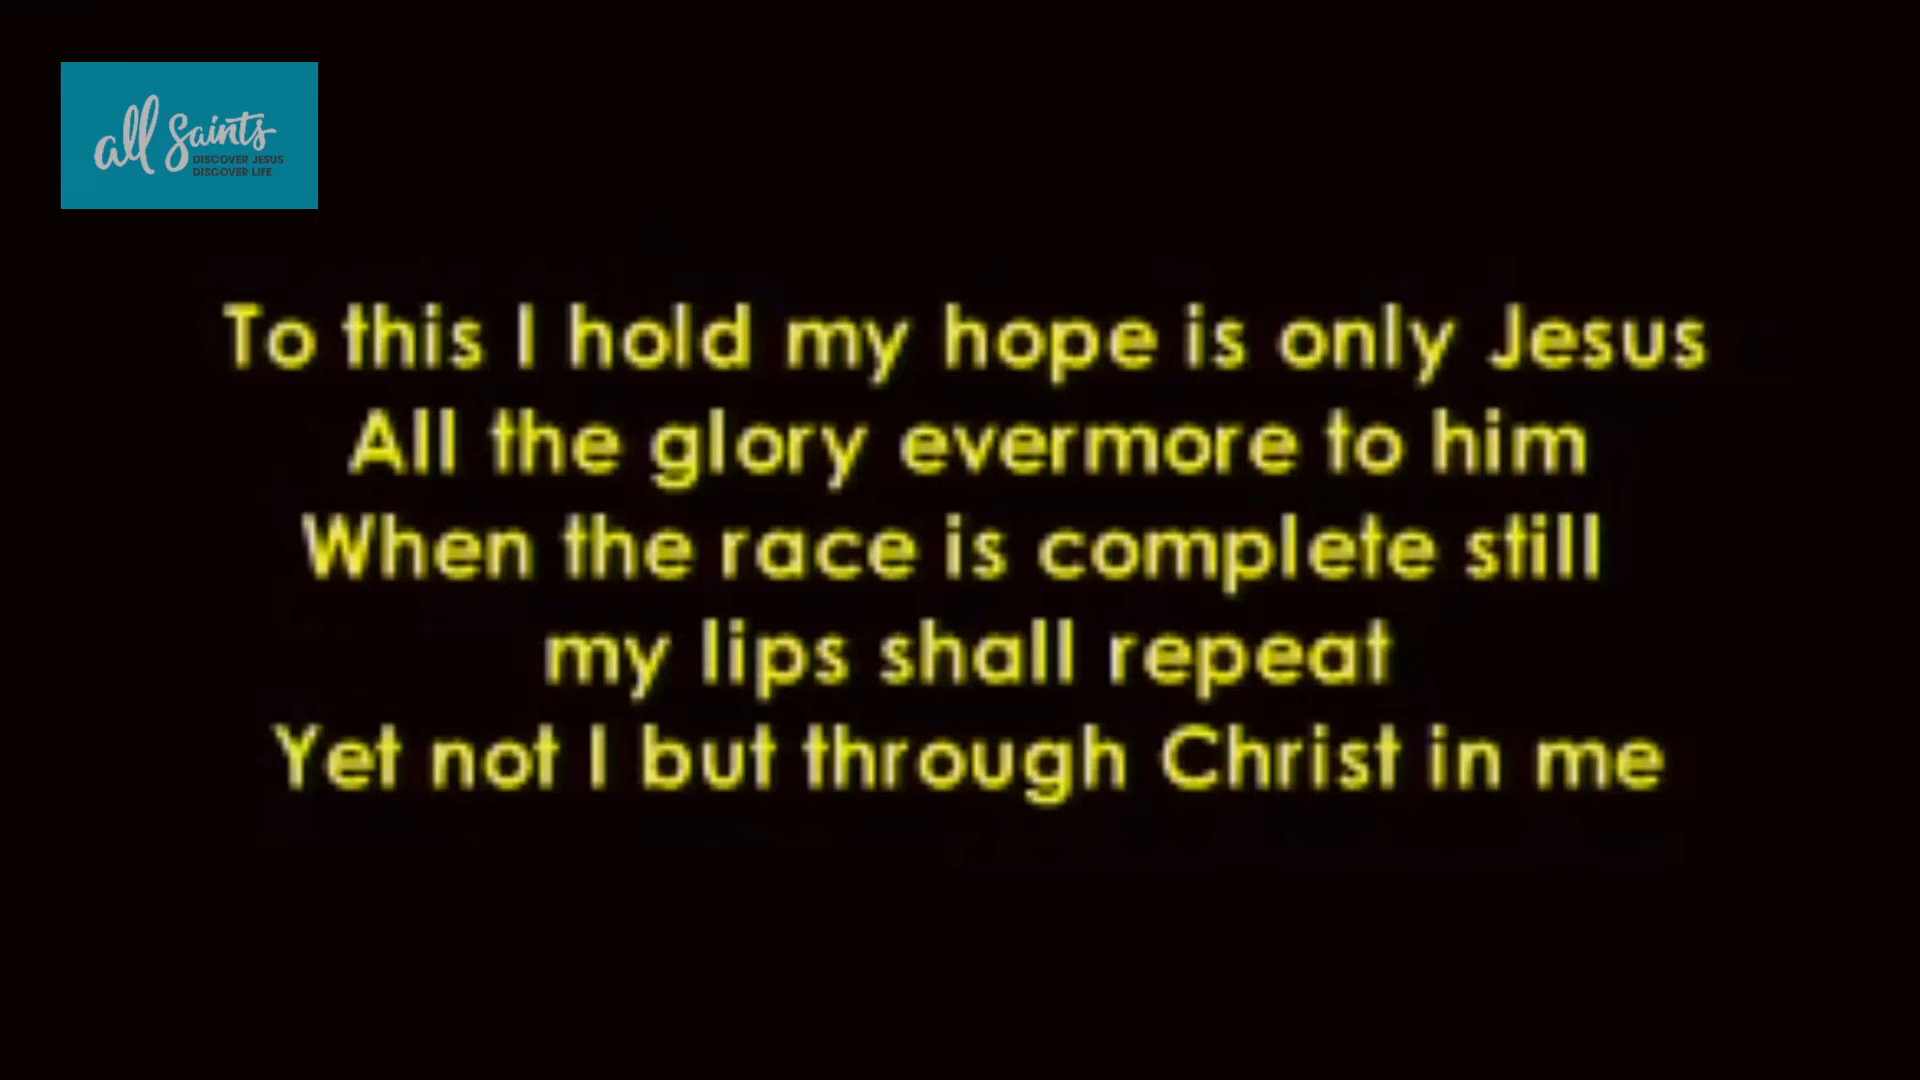 all Saints
DISCOVER JESUS
DISCOVER LIFE
To this I hold my hope is only Jesus
All the glory evermore to him
When the race is complete still
my lips shall repeat
Yet not I but through Christ in me